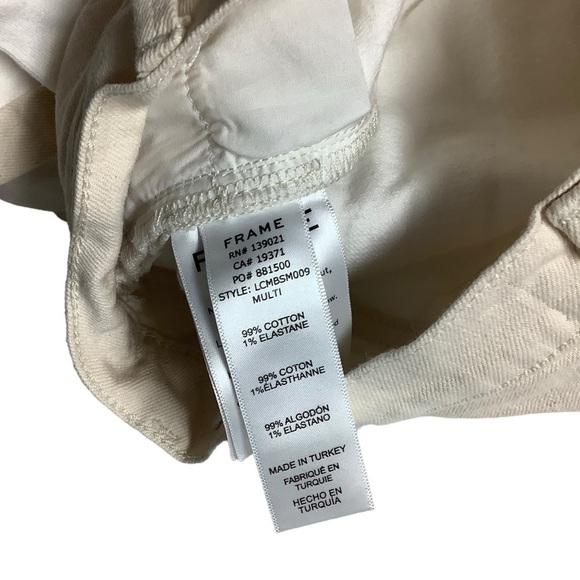 FRAME
RN# 139021
CA# 19371
PO# 881500
STYLE: LCMBSM009
MULTI
99% COTTON
1% ELASTANE
99% COTON
1%ÉLASTHANNE
99% ALGODÓN
1% ELASTANO
MADE IN TURKEY
FABRIQUÉ EN
TURQUIE
HECHO EN
TURQUÍA